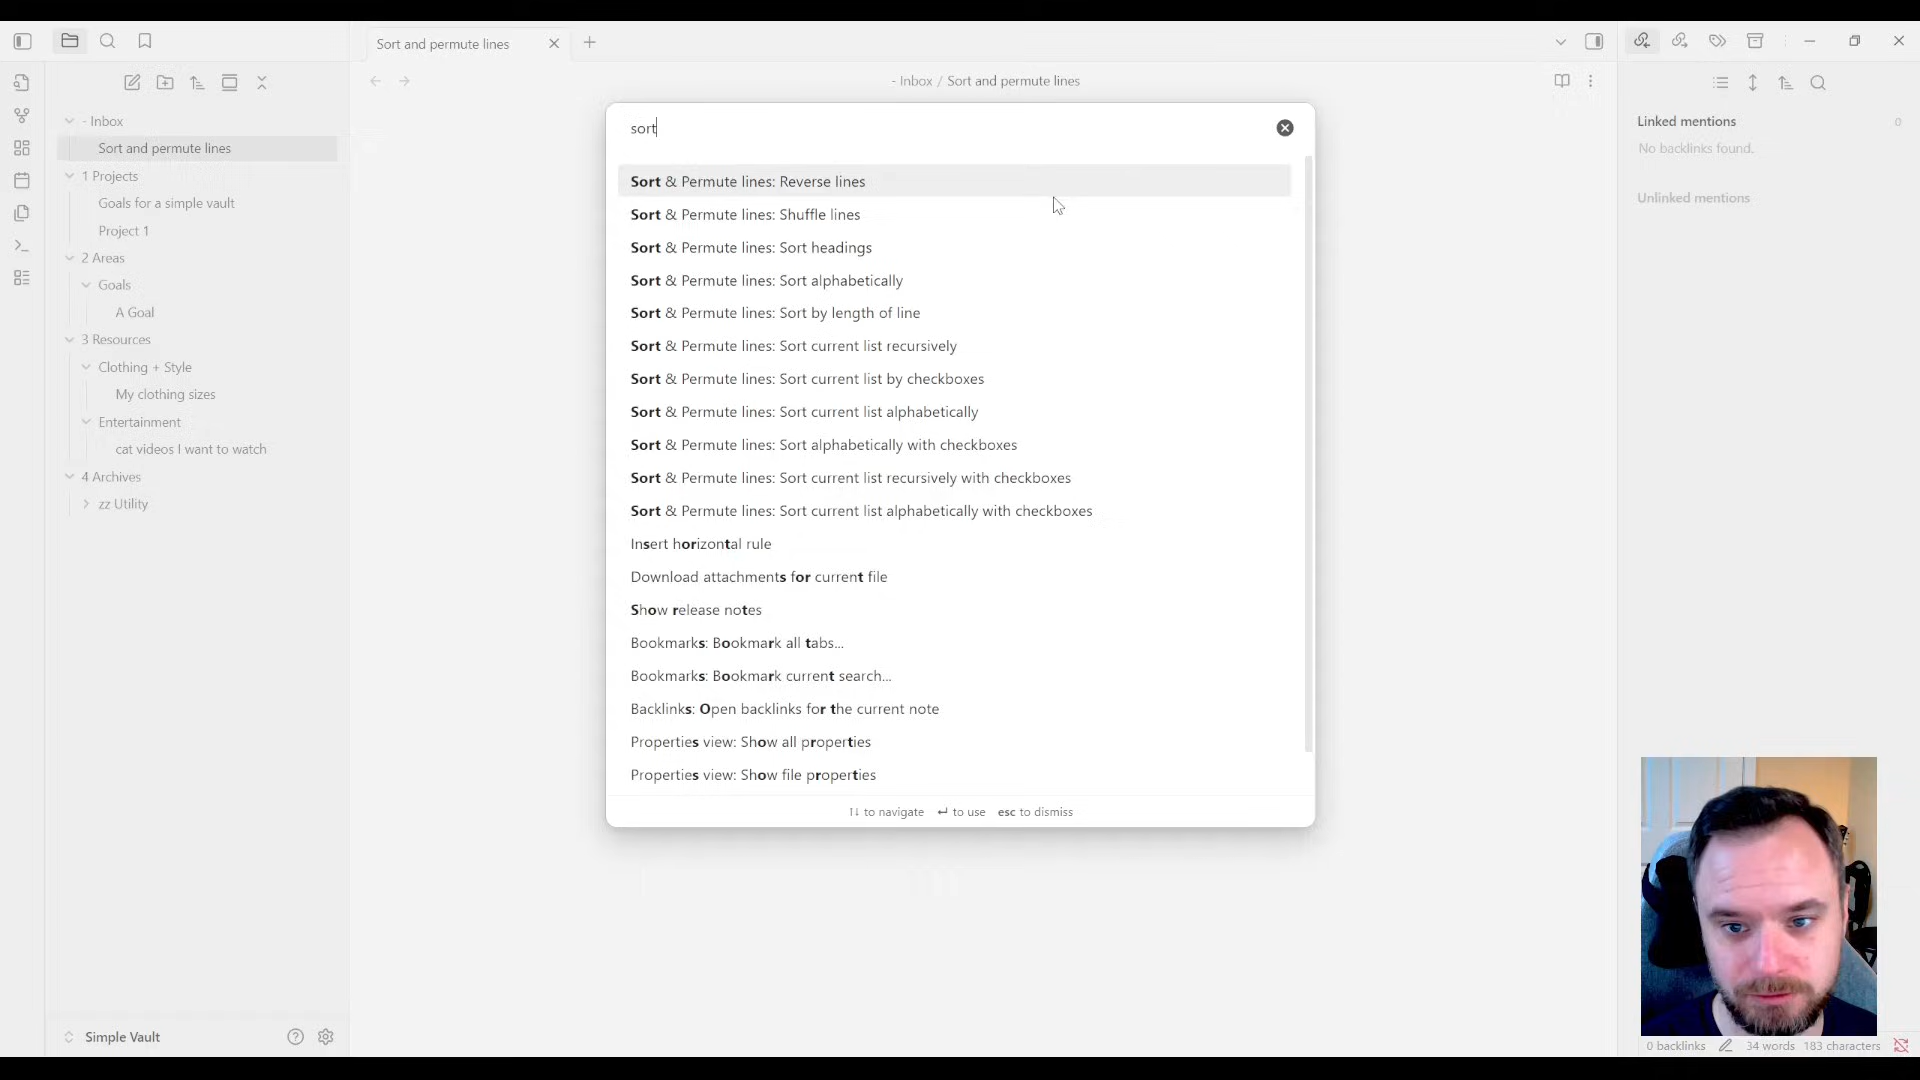 Sort and permute lines
- Inbox / Sort and permute lines
- Inbox
Sort and permute lines
1 Projects
Goals for a simple vault
Project 1
2 Areas
Goals
A Goal
3 Resources
Clothing + Style
My clothing sizes
Entertainment
cat videos I want to watch
4 Archives
zz Utility
Simple Vault
sort
Sort & Permute lines: Reverse lines
Sort & Permute lines: Shuffle lines
Sort & Permute lines: Sort headings
Sort & Permute lines: Sort alphabetically
Sort & Permute lines: Sort by length of line
Sort & Permute lines: Sort current list recursively
Sort & Permute lines: Sort current list by checkboxes
Sort & Permute lines: Sort current list alphabetically
Sort & Permute lines: Sort alphabetically with checkboxes
Sort & Permute lines: Sort current list recursively with checkboxes
Sort & Permute lines: Sort current list alphabetically with checkboxes
Insert horizontal rule
Download attachments for current file
Show release notes
Bookmarks: Bookmark all tabs...
Bookmarks: Bookmark current search...
Backlinks: Open backlinks for the current note
Properties view: Show all properties
Properties view: Show file properties
↑↓ to navigate ↵ to use esc to dismiss
Linked mentions 0
No backlinks found.
Unlinked mentions
0 backlinks 34 words 183 characters